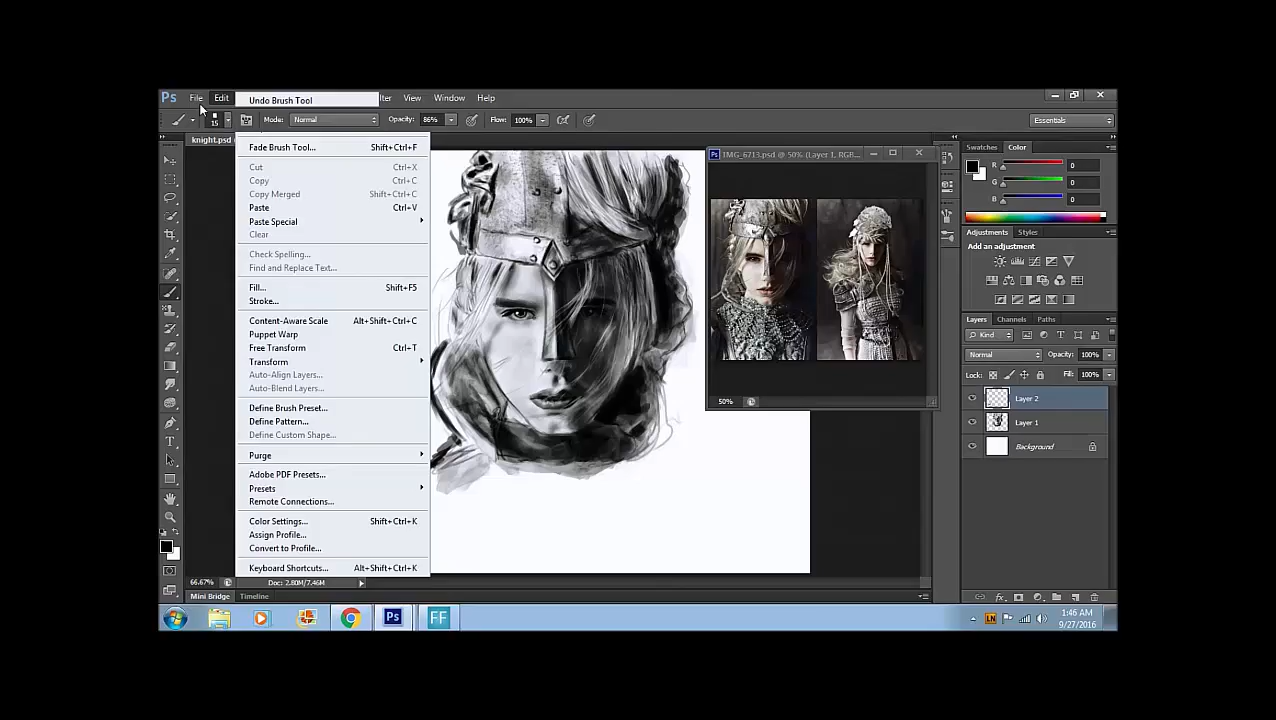 Ps File Edit lter View Window Help
Undo Brush Tool
15 Mode: Normal Opacity: 86% Flow: 100% Essentials
knight.psd
Fade Brush Tool... Shift+Ctrl+F
Cut Ctrl+X
Copy Ctrl+C
Copy Merged Shift+Ctrl+C
Paste Ctrl+V
Paste Special
Clear
Check Spelling...
Find and Replace Text...
Fill... Shift+F5
Stroke...
Content-Aware Scale Alt+Shift+Ctrl+C
Puppet Warp
Free Transform Ctrl+T
Transform
Auto-Align Layers...
Auto-Blend Layers...
Define Brush Preset...
Define Pattern...
Define Custom Shape...
Purge
Adobe PDF Presets...
Presets
Remote Connections...
Color Settings... Shift+Ctrl+K
Assign Profile...
Convert to Profile...
Keyboard Shortcuts... Alt+Shift+Ctrl+K
Ps IMG_6713.psd @ 50% (Layer 1, RGB...
50%
Swatches Color
R 0
G 0
B 0
Adjustments Styles
Add an adjustment
Layers Channels Paths
Kind
Normal Opacity: 100%
Lock: Fill: 100%
Layer 2
Layer 1
Background
66.67% Doc: 2.80M/7.46M
Mini Bridge Timeline
Ps FF LN
1:46 AM
9/27/2016